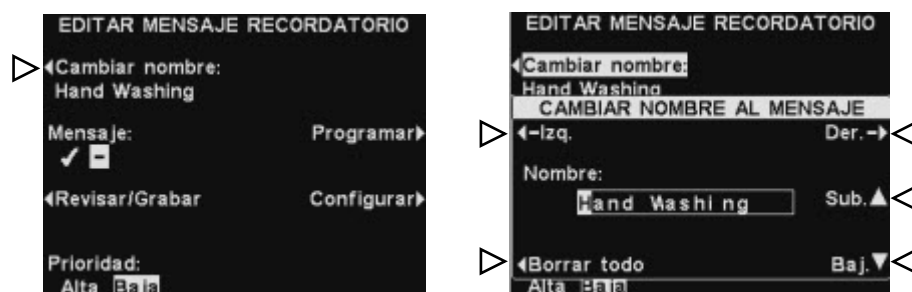 EDITAR MENSAJE RECORDATORIO
Cambiar nombre:
Hand Washing
Mensaje:
Programar
Revisar/Grabar
Configurar
Prioridad:
Alta Baja
EDITAR MENSAJE RECORDATORIO
Cambiar nombre:
Hand Washing
CAMBIAR NOMBRE AL MENSAJE
-Izq.
Der.-
Nombre:
Hand Washing
Sub.
Borrar todo
Baj.
Alta Baja